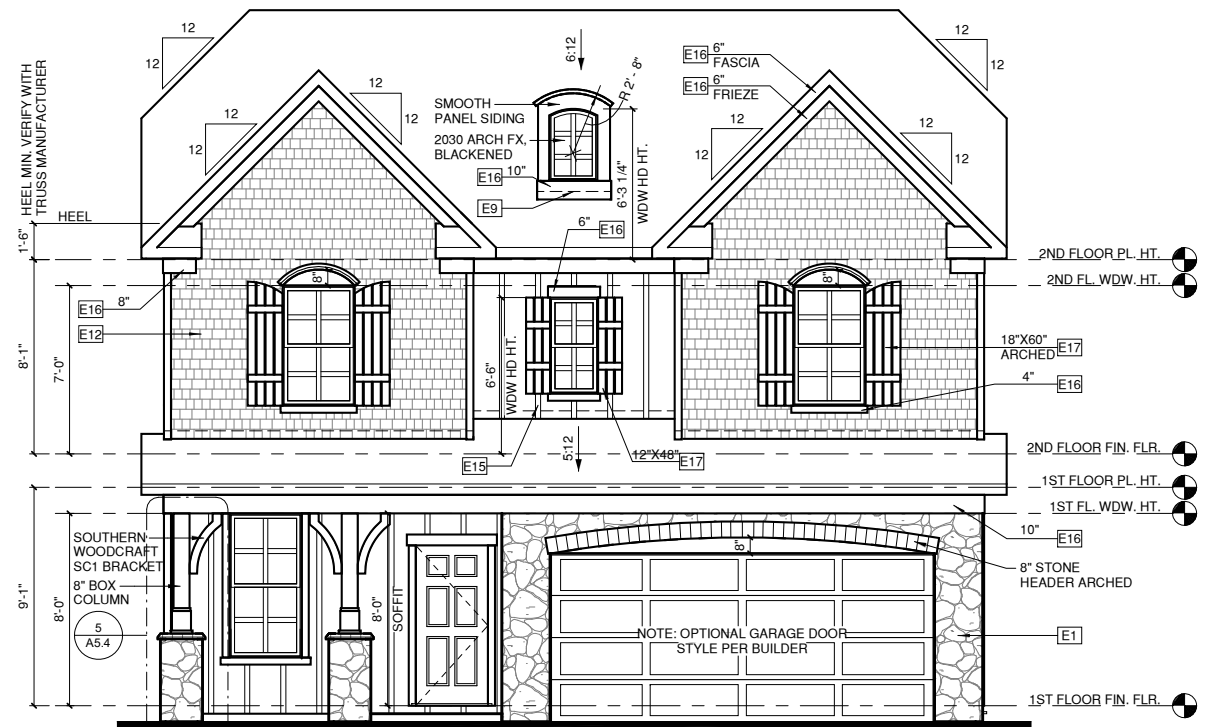 12
12
12
12
HEEL MIN. VERIFY WITH
TRUSS MANUFACTURER
12
12
12
12
6:12
R 2' - 8"
SMOOTH
PANEL SIDING
2030 ARCH FX,
BLACKENED
E16 10"
E9
6'-3 1/4"
WDW HD HT.
E16 6"
FASCIA
E16 6"
FRIEZE
12
12
12
12
HEEL
1'-6"
6" E16
2ND FLOOR PL. HT.
2ND FL. WDW. HT.
8"
8"
E16 8"
E12
8'-1"
7'-0"
6'-6"
WDW HD HT.
18"X60" E17
ARCHED
4"
E16
5:12
E15
12"X48" E17
2ND FLOOR FIN. FLR.
1ST FLOOR PL. HT.
1ST FL. WDW. HT.
10"
E16
SOUTHERN
WOODCRAFT
SC1 BRACKET
8" BOX
COLUMN
5
A5.4
9'-1"
8'-0"
8'-0"
SOFFIT
8"
8" STONE
HEADER ARCHED
NOTE: OPTIONAL GARAGE DOOR
STYLE PER BUILDER
E1
1ST FLOOR FIN. FLR.